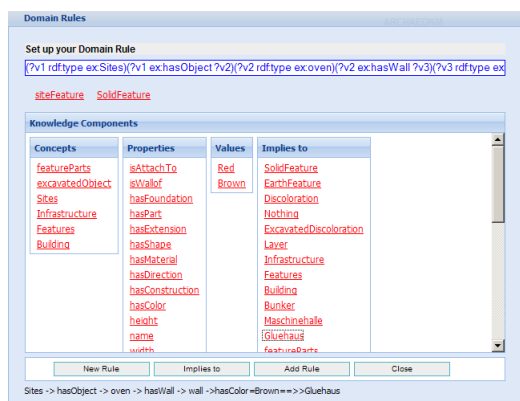 Domain Rules
Set up your Domain Rule
(?v1 rdf:type ex:Sites)(?v1 ex:hasObject ?v2)(?v2 rdf:type ex:oven)(?v2 ex:hasWall ?v3)(?v3 rdf:type ex
siteFeature SolidFeature
Knowledge Components
Concepts Properties Values Implies to
featureParts isAttachTo Red SolidFeature
excavatedObject isWallof Brown EarthFeature
Sites hasFoundation Discoloration
Infrastructure hasPart Nothing
Features hasExtension ExcavatedDiscoloration
Building hasShape Layer
hasMaterial Infrastructure
hasDirection Features
hasConstruction Building
hasColor Bunker
height Maschinehalle
name Gluehaus
width featureParts
New Rule Implies to Add Rule Close
Sites -> hasObject -> oven -> hasWall -> wall ->hasColor=Brown==>>Gluehaus